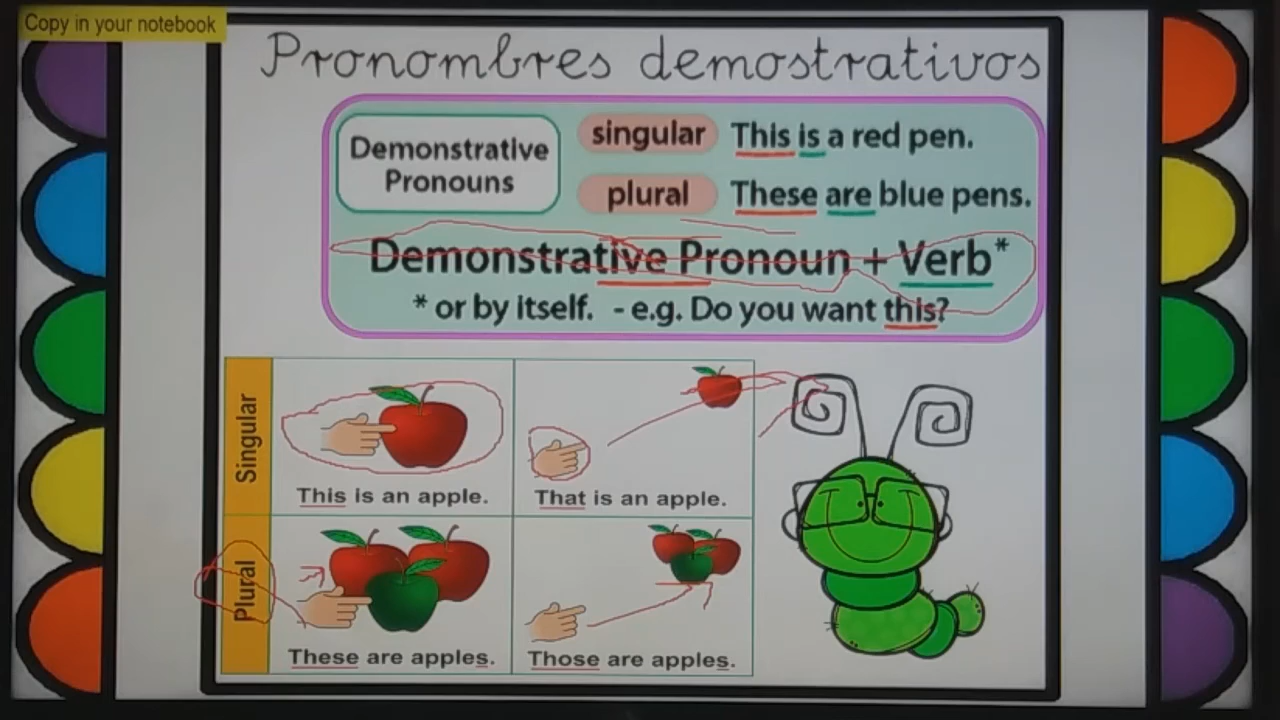 Copy in your notebook
Pronombres demostrativos
Demonstrative
Pronouns
singular This is a red pen.
plural These are blue pens.
Demonstrative Pronoun + Verb*
* or by itself. - e.g. Do you want this?
Singular
This is an apple.
That is an apple.
Plural
These are apples.
Those are apples.